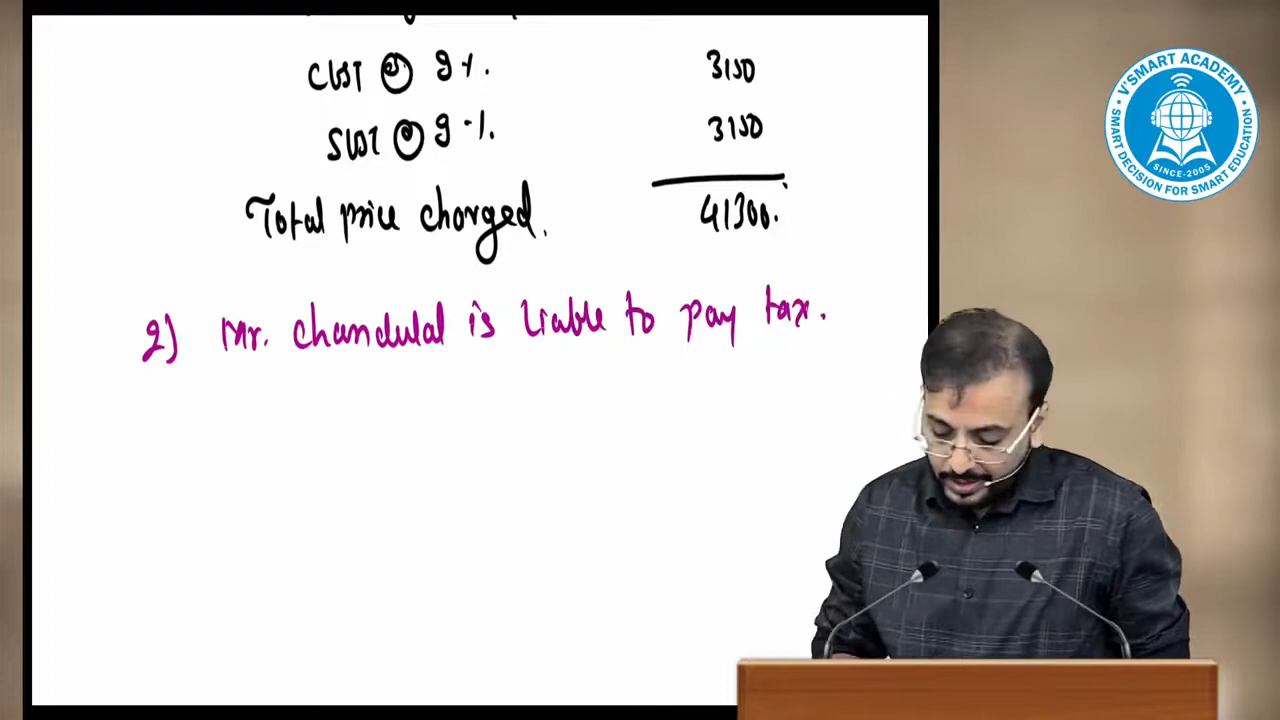 CGST @ 9%. 3150
SGST @ 9%. 3150
Total price charged. 41300.
2) Mr. Chandulal is liable to pay tax.
V'SMART ACADEMY
SINCE-2005
SMART DECISION FOR SMART EDUCATION